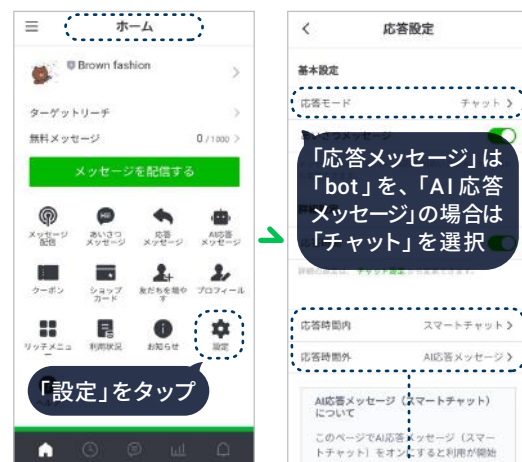 ホーム
Brown fashion
ターゲットリーチ
無料メッセージ 0 / 1000
メッセージを配信する
メッセージ配信
あいさつメッセージ
応答メッセージ
AI応答メッセージ
クーポン
ショップカード
友だちを増やす
プロフィール
リッチメニュー
利用状況
お知らせ
設定
「設定」をタップ
応答設定
基本設定
応答モード チャット
「応答メッセージ」は
「bot」を、「AI応答
メッセージ」の場合は
「チャット」を選択
応答時間内 スマートチャット
応答時間外 AI応答メッセージ
AI応答メッセージ（スマートチャット）
について
このページでAI応答メッセージ（スマー
トチャット）をオンにすると利用が開始